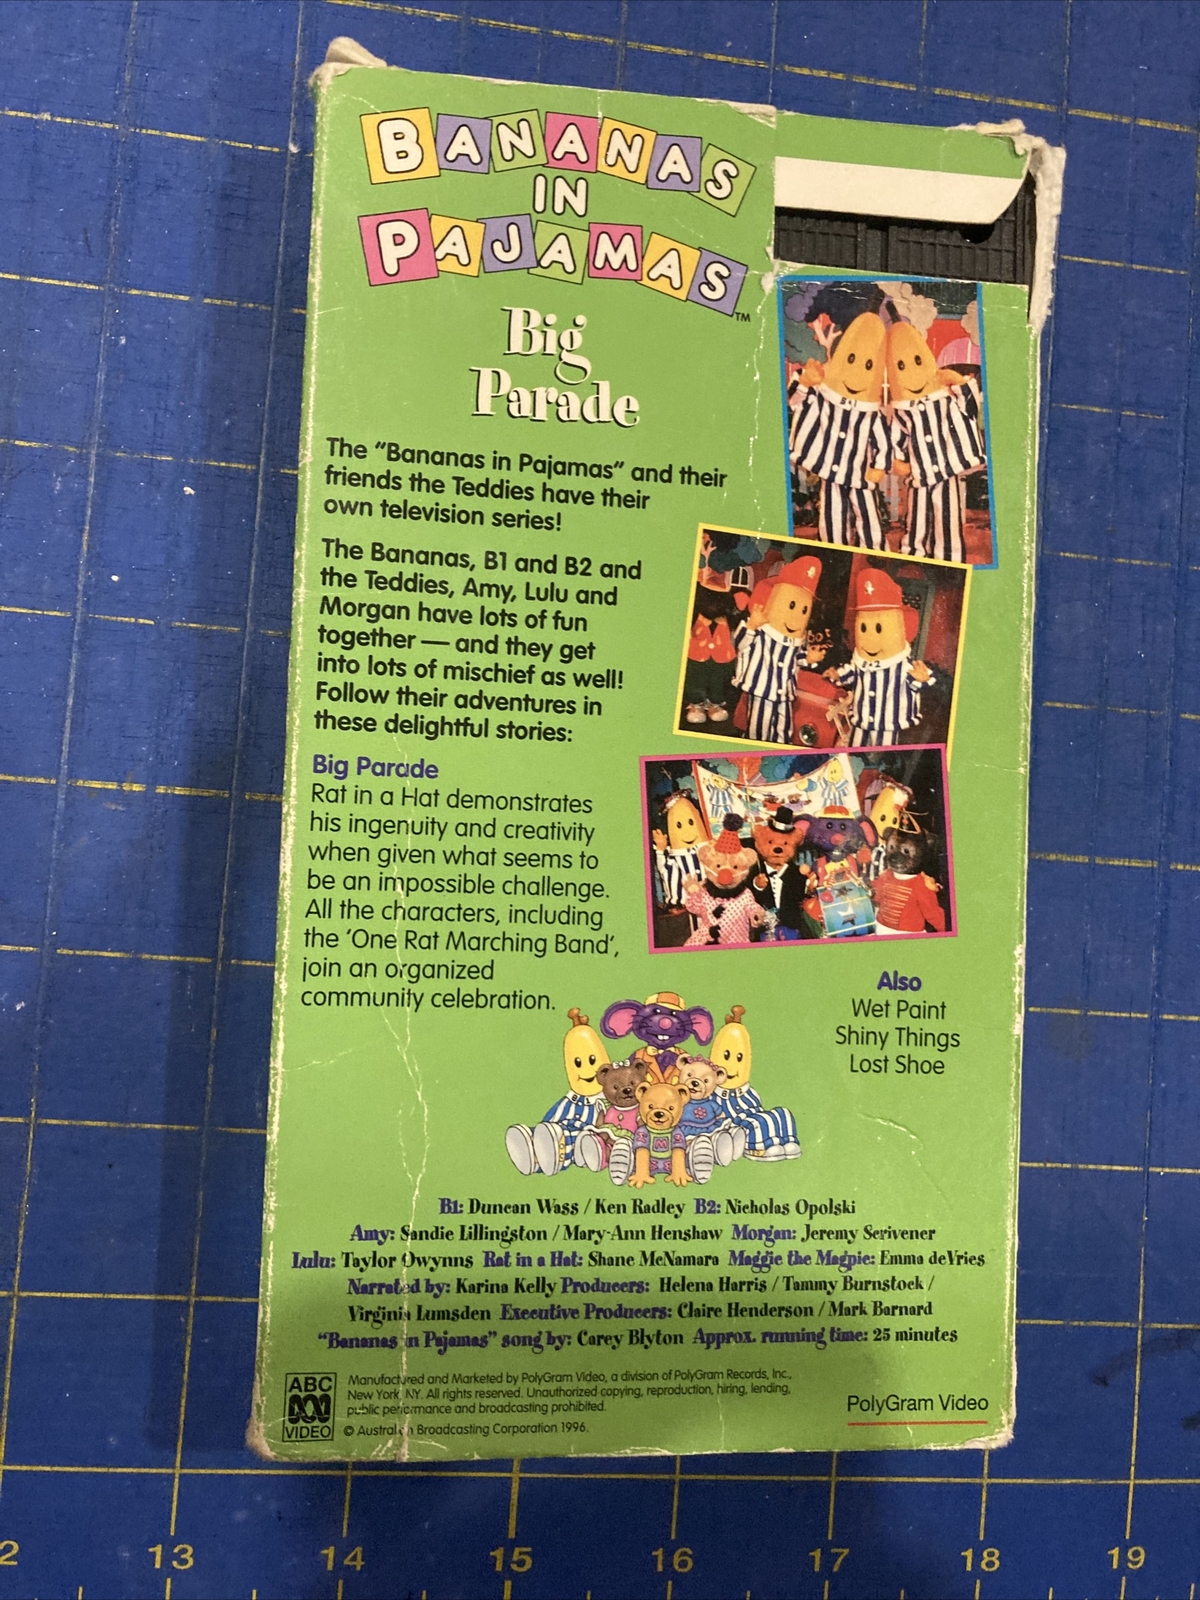 BANANAS
IN
PAJAMAS™
Big
Parade
The “Bananas in Pajamas” and their
friends the Teddies have their
own television series!
The Bananas, B1 and B2 and
the Teddies, Amy, Lulu and
Morgan have lots of fun
together — and they get
into lots of mischief as well!
Follow their adventures in
these delightful stories:
Big Parade
Rat in a Hat demonstrates
his ingenuity and creativity
when given what seems to
be an impossible challenge.
All the characters, including
the ‘One Rat Marching Band’,
join an organized
community celebration.
Also
Wet Paint
Shiny Things
Lost Shoe
B1: Duncan Wass / Ken Radley B2: Nicholas Opolski
Amy: Sandie Lillingston / Mary-Ann Henshaw Morgan: Jeremy Scrivener
Lulu: Taylor Owynns Rat in a Hat: Shane McNamara Maggie the Magpie: Emma deVries
Narrated by: Karina Kelly Producers: Helena Harris / Tammy Burnstock /
Virginia Lumsden Executive Producers: Claire Henderson / Mark Barnard
“Bananas in Pajamas” song by: Carey Blyton Approx. running time: 25 minutes
ABC
VIDEO
Manufactured and Marketed by PolyGram Video, a division of PolyGram Records, Inc.,
New York, NY. All rights reserved. Unauthorized copying, reproduction, hiring, lending,
public performance and broadcasting prohibited.
© Australian Broadcasting Corporation 1996.
PolyGram Video
2 13 14 15 16 17 18 19